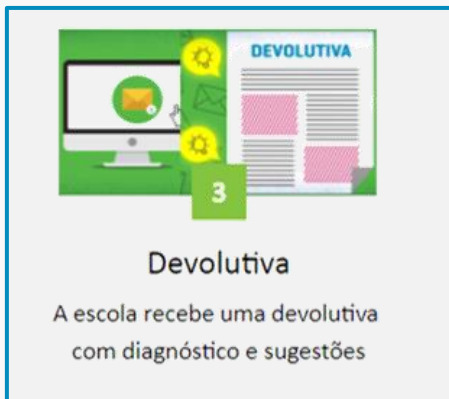 DEVOLUTIVA
3
Devolutiva
A escola recebe uma devolutiva
com diagnóstico e sugestões